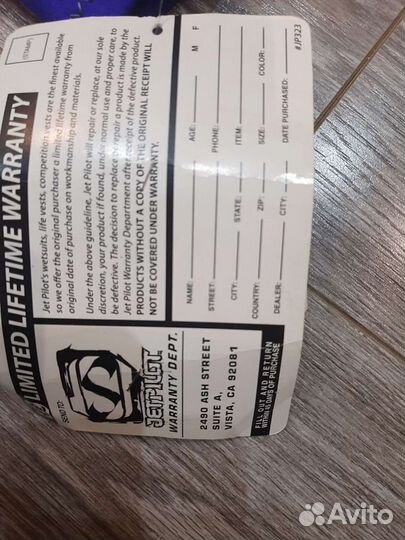 LIMITED LIFETIME WARRANTY
(STAMP)
Jet Pilot's wetsuits, life vests, competition vests are the finest available
so we offer the original purchaser a limited lifetime warranty from
original date of purchase on workmanship and materials.
Under the above guideline, Jet Pilot will repair or replace, at our sole
discretion, your product if found, under normal use and proper care, to
be defective. The decision to replace or repair a product is made by the
Jet Pilot Warranty Department after receipt of the defective product.
PRODUCTS WITHOUT A COPY OF THE ORIGINAL RECEIPT WILL
NOT BE COVERED UNDER WARRANTY.
SEND TO:
JETPILOT
WARRANTY DEPT.
2490 ASH STREET
SUITE A,
VISTA, CA 92081
FILL OUT AND RETURN
WITHIN 45 DAYS OF PURCHASE
NAME: AGE: M F
STREET: PHONE:
CITY: STATE: ITEM:
COUNTRY: ZIP: SIZE: COLOR:
DEALER: CITY: DATE PURCHASED:
#JP323
Avito